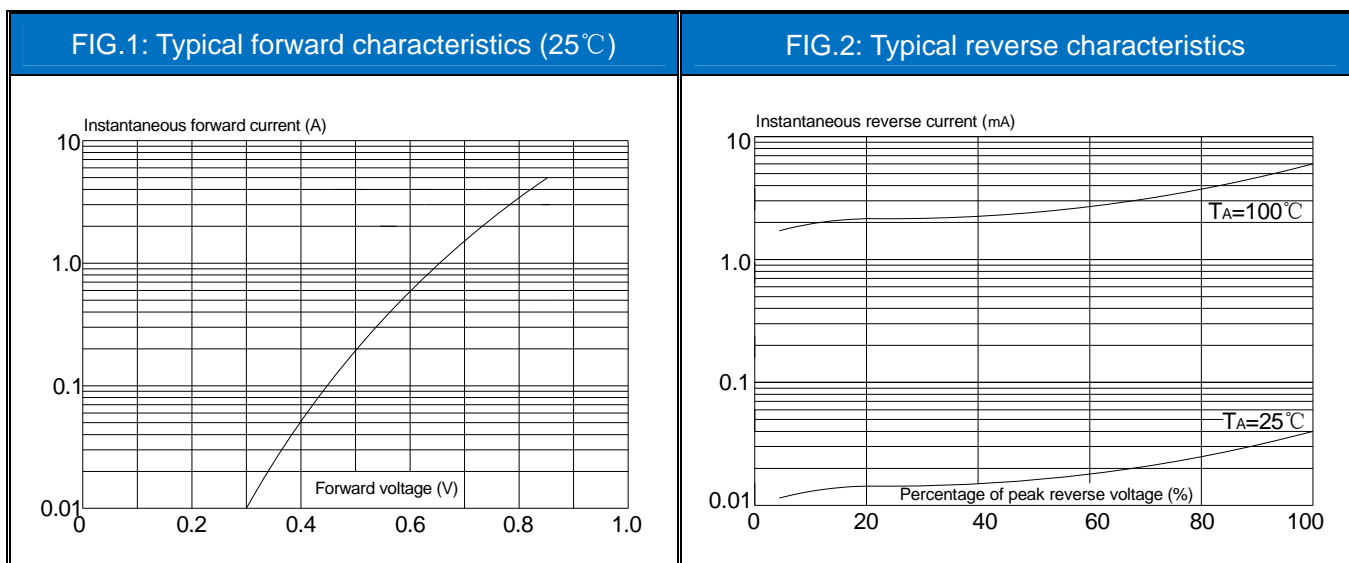 FIG.1: Typical forward characteristics (25℃)
FIG.2: Typical reverse characteristics
Instantaneous forward current (A)
10
1.0
0.1
0.01
Forward voltage (V)
0 0.2 0.4 0.6 0.8 1.0
Instantaneous reverse current (mA)
10
TA=100℃
1.0
0.1
TA=25℃
0.01
Percentage of peak reverse voltage (%)
0 20 40 60 80 100